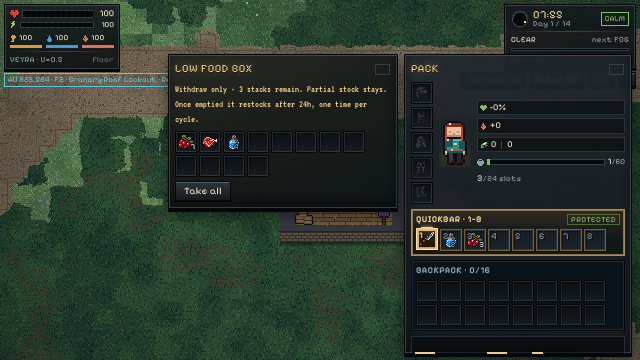 100
100
100 100 100
VEYRA · U=0.8 Floor
07:55
Day 1 / 14
CALM
CLEAR next FOG
LOW FOOD BOX
Withdraw only · 3 stacks remain. Partial stock stays.
Once emptied it restocks after 24h, one time per
cycle.
Take all
PACK
-0%
+0
0 | 0
1/60
3/24 slots
QUICKBAR · 1-8
PROTECTED
1 2 3 4 5 6 7 8
BACKPACK · 0/16